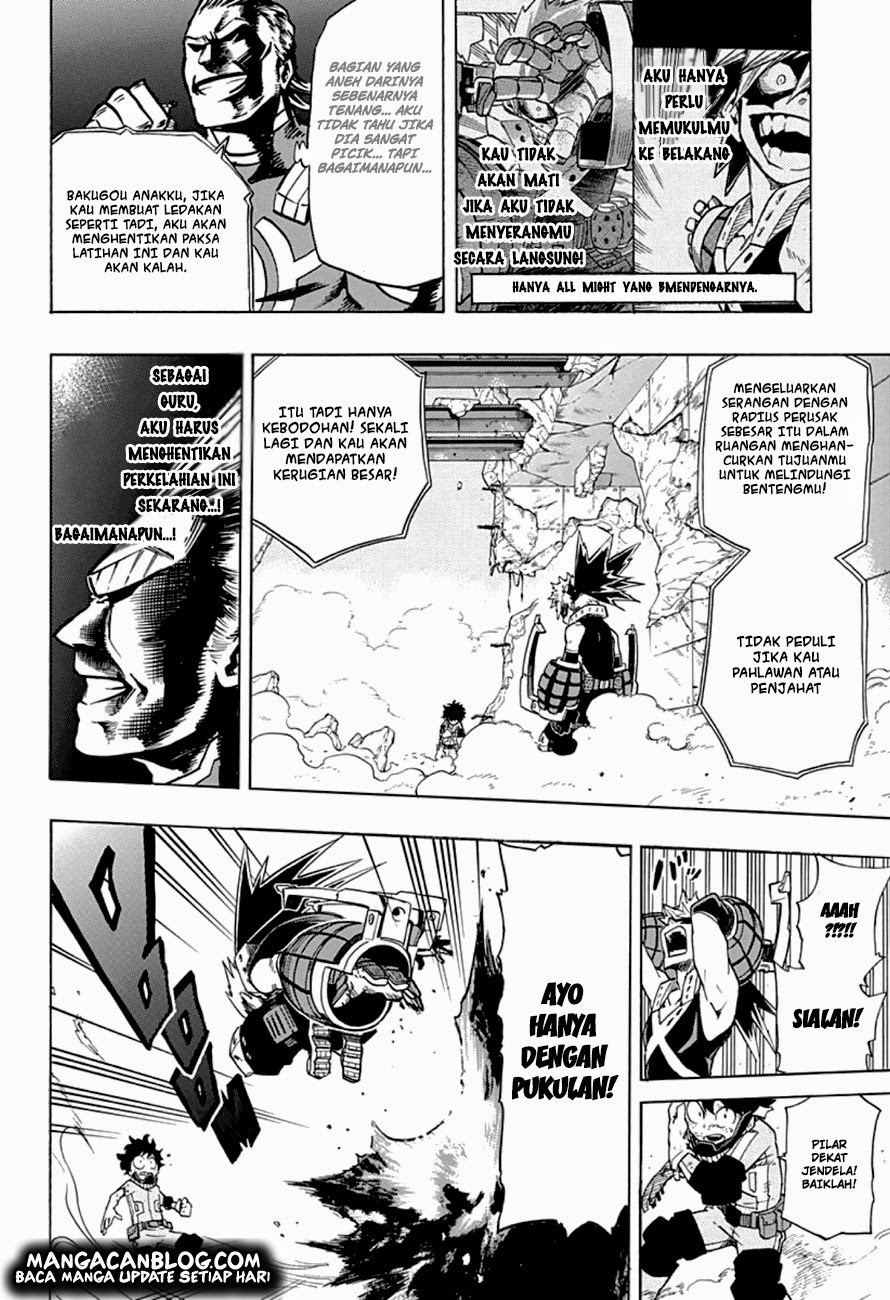 AKU HANYA
PERLU
MEMUKULMU
KE BELAKANG
KAU TIDAK
AKAN MATI
JIKA AKU TIDAK
MENYERANGMU
SECARA LANGSUNG!
HANYA ALL MIGHT YANG BMENDENGARNYA.
BAGIAN YANG
ANEH DARINYA
SEBENARNYA
TENANG... AKU
TIDAK TAHU JIKA
DIA SANGAT
PICIK... TAPI
BAGAIMANAPUN...
BAKUGOU ANAKKU, JIKA
KAU MEMBUAT LEDAKAN
SEPERTI TADI, AKU AKAN
MENGHENTIKAN PAKSA
LATIHAN INI DAN KAU
AKAN KALAH.
MENGELUARKAN
SERANGAN DENGAN
RADIUS PERUSAK
SEBESAR ITU DALAM
RUANGAN MENGHAN-
CURKAN TUJUANMU
UNTUK MELINDUNGI
BENTENGMU!
TIDAK PEDULI
JIKA KAU
PAHLAWAN ATAU
PENJAHAT
ITU TADI HANYA
KEBODOHAN! SEKALI
LAGI DAN KAU AKAN
MENDAPATKAN
KERUGIAN BESAR!
SEBAGAI
GURU,
AKU HARUS
MENGHENTIKAN
PERKELAHIAN INI
SEKARANG...!
BAGAIMANAPUN...!
AAAH
?!?!!
SIALAN!
PILAR
DEKAT
JENDELA!
BAIKLAH!
AYO
HANYA
DENGAN
PUKULAN!
MANGACANBLOG.COM
BACA MANGA UPDATE SETIAP HARI